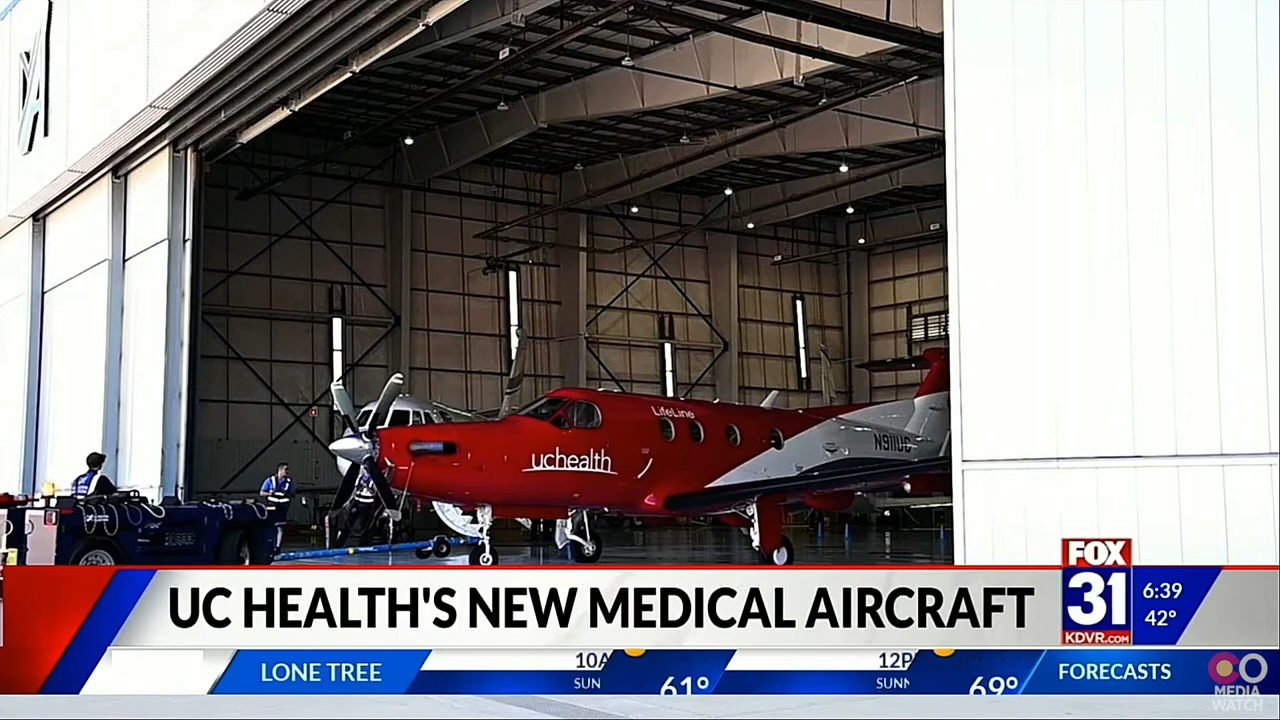 LifeLine
uchealth
N911UC
UC HEALTH'S NEW MEDICAL AIRCRAFT
FOX
31
KDVR.COM
6:39
42°
LONE TREE
10A
SUN
61°
12P
SUNN
69°
FORECASTS
CO
MEDIA
WATCH